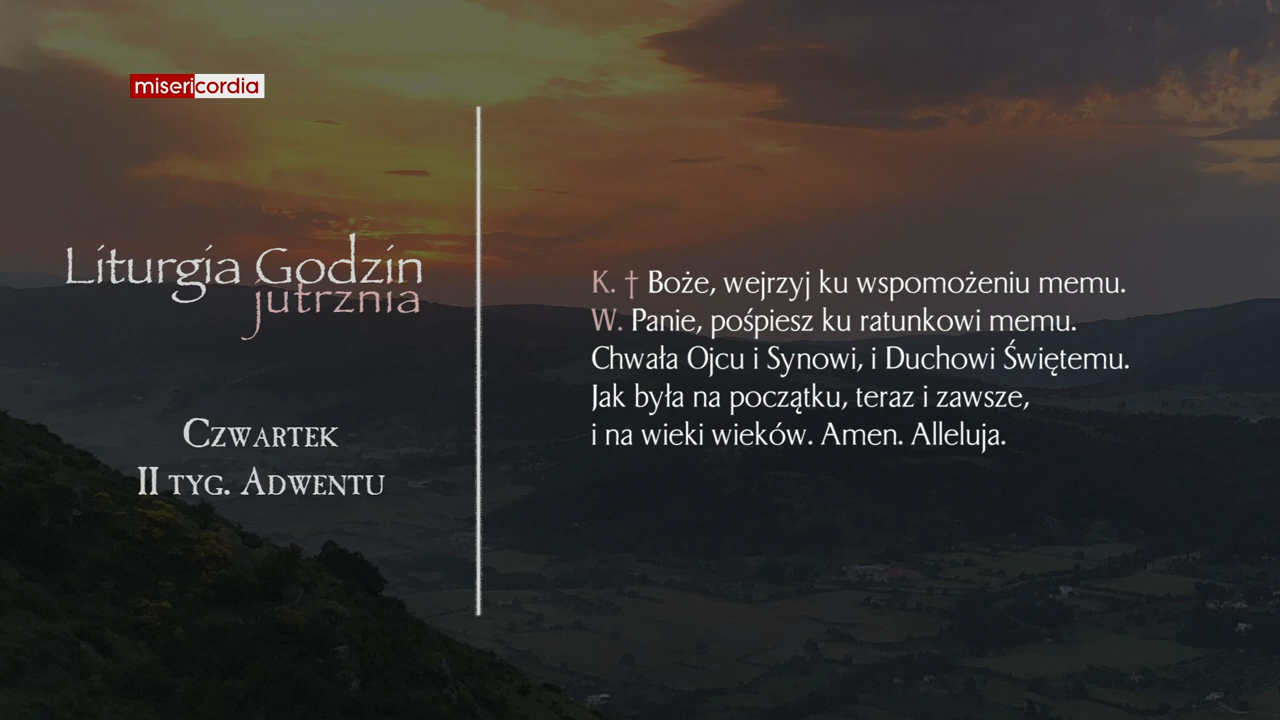 misericordia
Liturgia Godzin
jutrznia
Czwartek
II tyg. Adwentu
K. † Boże, wejrzyj ku wspomożeniu memu.
W. Panie, pośpiesz ku ratunkowi memu.
Chwała Ojcu i Synowi, i Duchowi Świętemu.
Jak była na początku, teraz i zawsze,
i na wieki wieków. Amen. Alleluja.